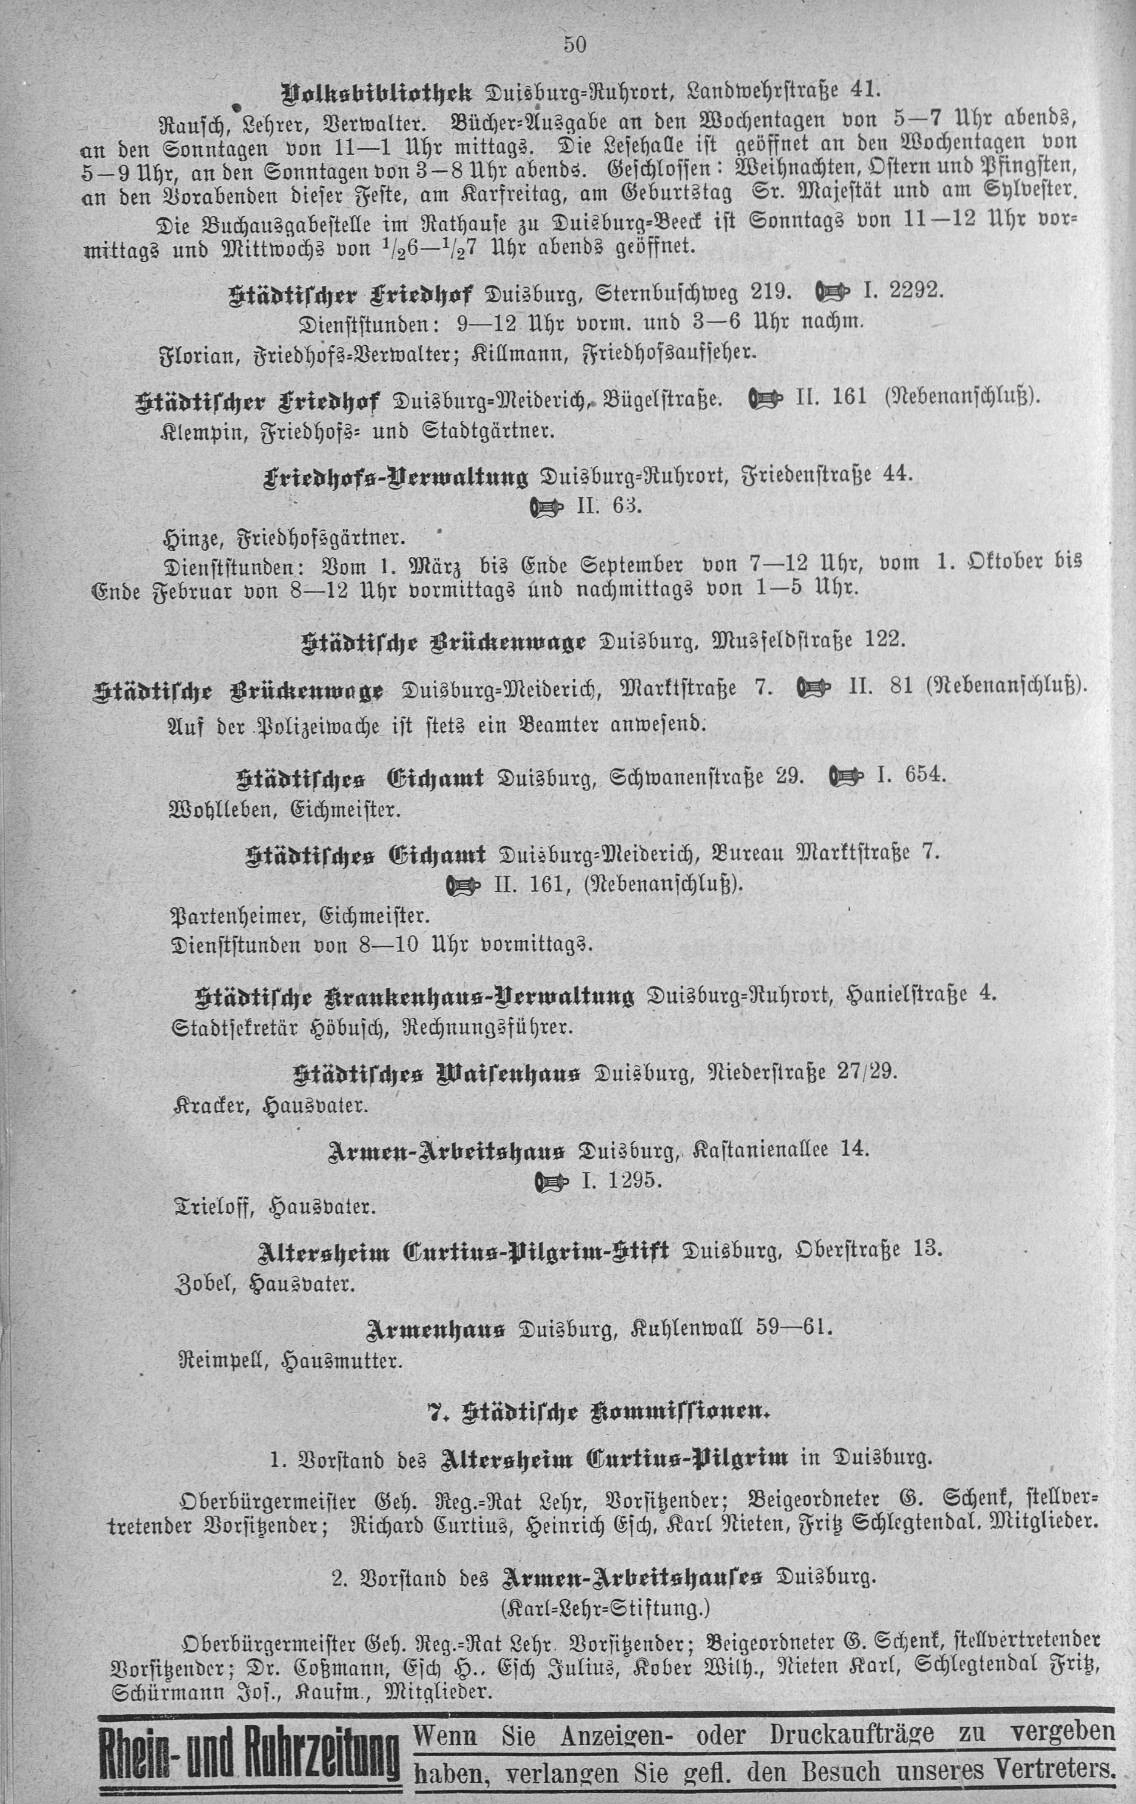 50
Volksbibliothek Duisburg-Ruhrort, Landwehrstraße 41.
Rausch, Lehrer, Verwalter. Bücher-Ausgabe an den Wochentagen von 5—7 Uhr abends,
an den Sonntagen von 11—1 Uhr mittags. Die Lesehalle ist geöffnet an den Wochentagen von
5—9 Uhr, an den Sonntagen von 3—8 Uhr abends. Geschlossen: Weihnachten, Ostern und Pfingsten,
an den Vorabenden dieser Feste, am Karfreitag, am Geburtstag Sr. Majestät und am Sylvester.
Die Buchausgabestelle im Rathause zu Duisburg-Beeck ist Sonntags von 11—12 Uhr vor-
mittags und Mittwochs von 1/26—1/27 Uhr abends geöffnet.
Städtischer Friedhof Duisburg, Sternbuschweg 219. I. 2292.
Dienststunden: 9—12 Uhr vorm. und 3—6 Uhr nachm.
Florian, Friedhofs-Verwalter; Killmann, Friedhofsaufseher.
Städtischer Friedhof Duisburg-Meiderich, Bügelstraße. II. 161 (Nebenanschluß).
Klempin, Friedhofs- und Stadtgärtner.
Friedhofs-Verwaltung Duisburg-Ruhrort, Friedenstraße 44.
II. 63.
Hinze, Friedhofsgärtner.
Dienststunden: Vom 1. März bis Ende September von 7—12 Uhr, vom 1. Oktober bis
Ende Februar von 8—12 Uhr vormittags und nachmittags von 1—5 Uhr.
Städtische Brückenwage Duisburg, Musfeldstraße 122.
Städtische Brückenwage Duisburg-Meiderich, Marktstraße 7. II. 81 (Nebenanschluß).
Auf der Polizeiwache ist stets ein Beamter anwesend.
Städtisches Eichamt Duisburg, Schwanenstraße 29. I. 654.
Wohlleben, Eichmeister.
Städtisches Eichamt Duisburg-Meiderich, Bureau Marktstraße 7.
II. 161, (Nebenanschluß).
Partenheimer, Eichmeister.
Dienststunden von 8—10 Uhr vormittags.
Städtische Krankenhaus-Verwaltung Duisburg-Ruhrort, Hanielstraße 4.
Stadtsekretär Höbusch, Rechnungsführer.
Städtisches Waisenhaus Duisburg, Niederstraße 27/29.
Kracker, Hausvater.
Armen-Arbeitshaus Duisburg, Kastanienallee 14.
I. 1295.
Trieloff, Hausvater.
Altersheim Curtius-Pilgrim-Stift Duisburg, Oberstraße 13.
Zobel, Hausvater.
Armenhaus Duisburg, Kuhlenwall 59—61.
Reimpell, Hausmutter.
7. Städtische Kommissionen.
1. Vorstand des Altersheim Curtius-Pilgrim in Duisburg.
Oberbürgermeister Geh. Reg.-Rat Lehr, Vorsitzender; Beigeordneter G. Schenk, stellver-
tretender Vorsitzender; Richard Curtius, Heinrich Esch, Karl Nieten, Fritz Schlegtendal. Mitglieder.
2. Vorstand des Armen-Arbeitshauses Duisburg.
(Karl-Lehr-Stiftung.)
Oberbürgermeister Geh. Reg.-Rat Lehr. Vorsitzender; Beigeordneter G. Schenk, stellvertretender
Vorsitzender; Dr. Coßmann, Esch H., Esch Julius, Kober Wilh., Nieten Karl, Schlegtendal Fritz,
Schürmann Jos., Kaufm., Mitglieder.
Rhein- und Ruhrzeitung
Wenn Sie Anzeigen- oder Druckaufträge zu vergeben
haben, verlangen Sie gefl. den Besuch unseres Vertreters.